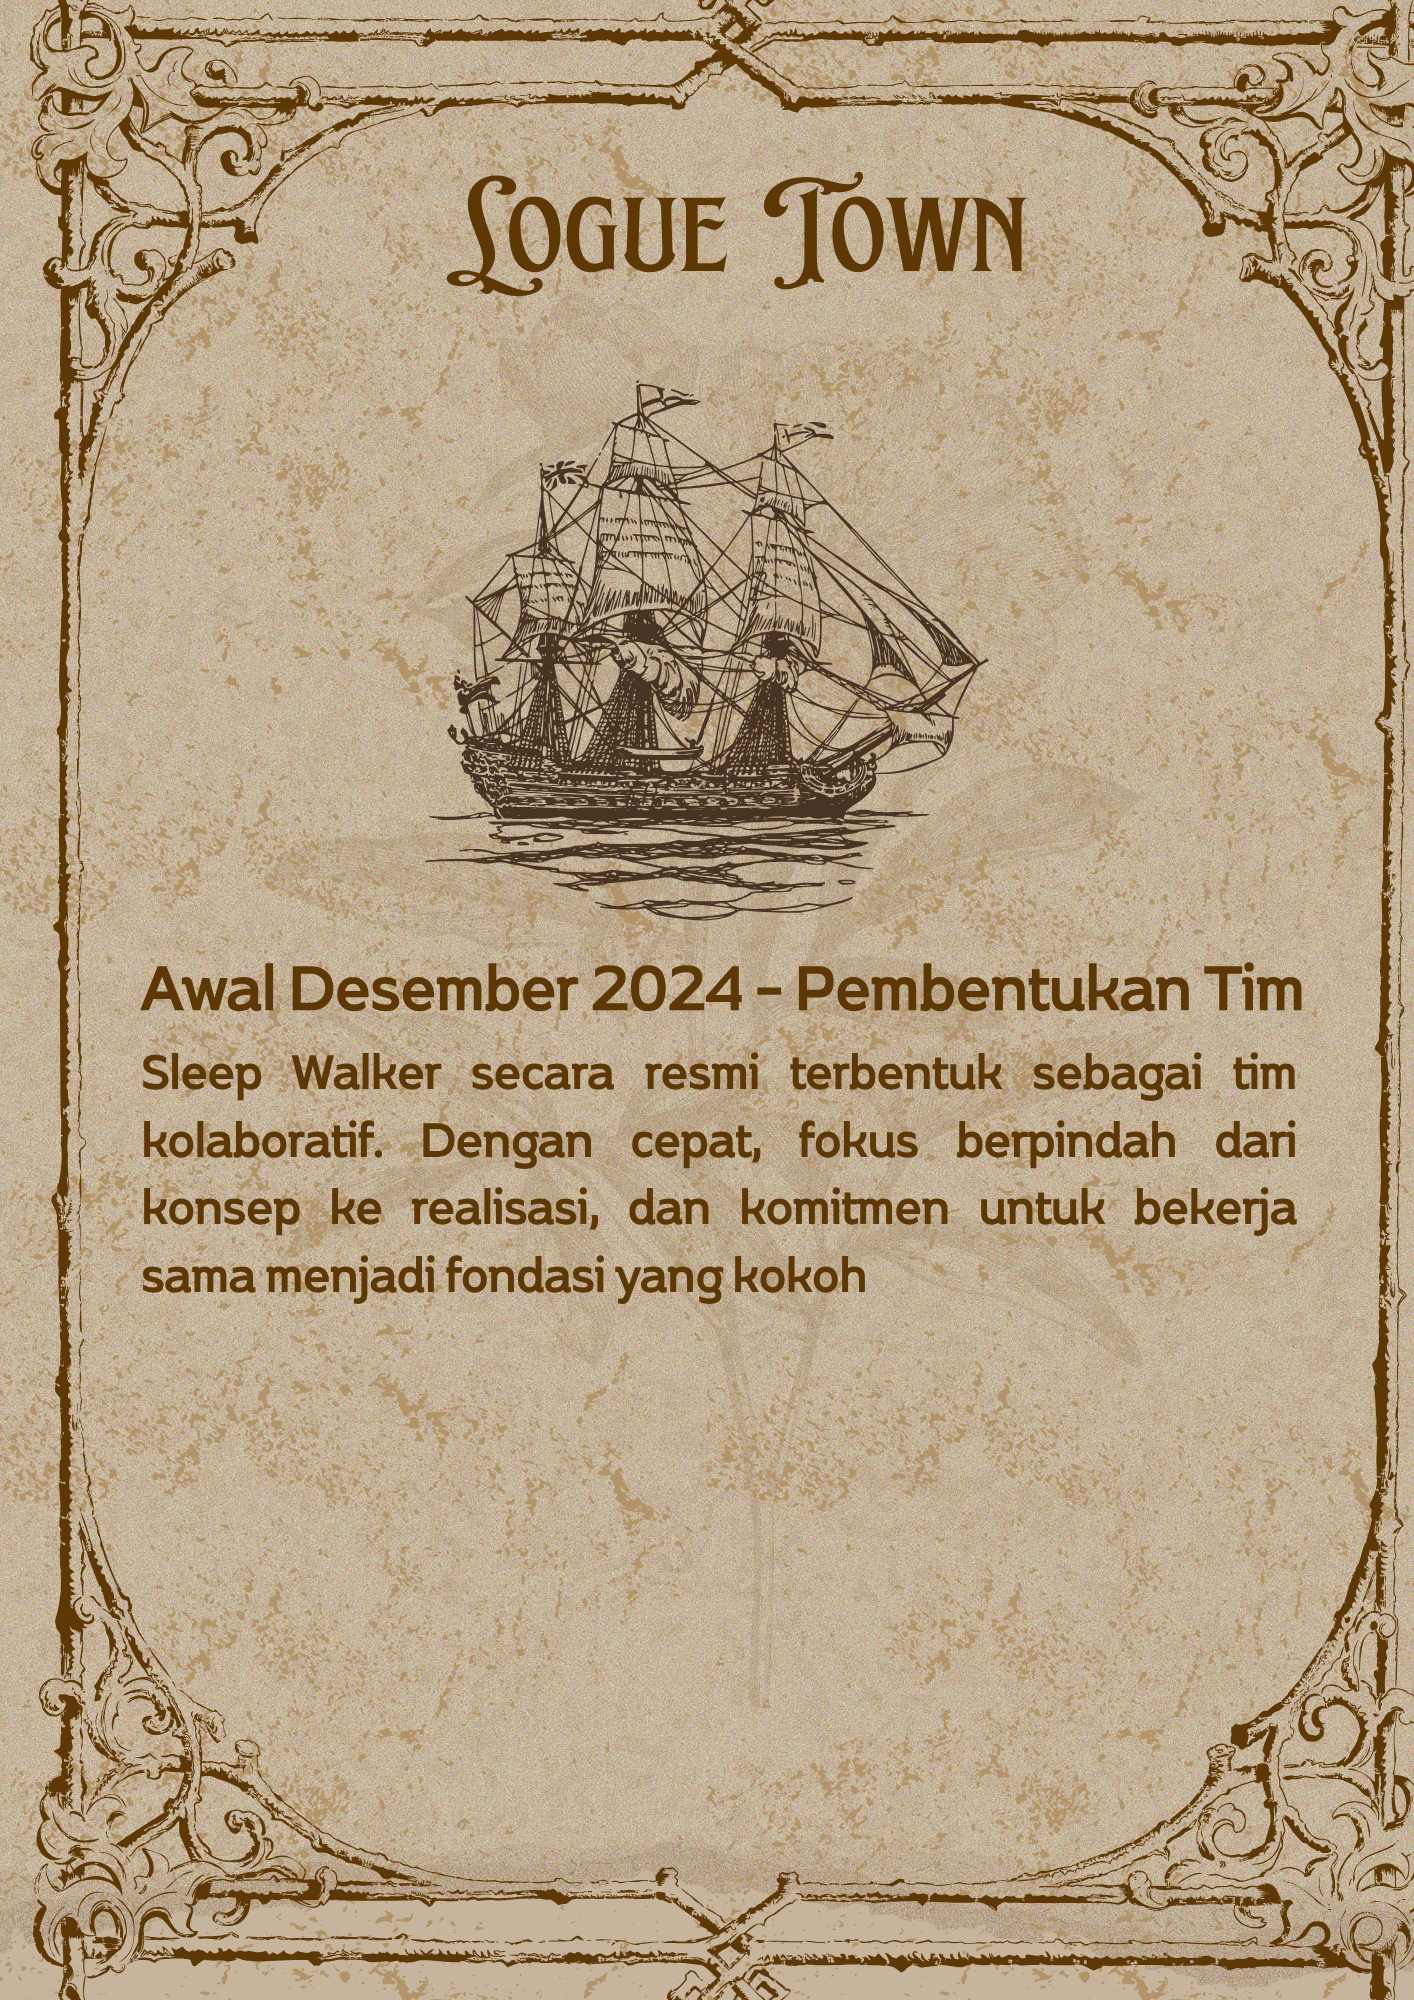 Logue Town
Awal Desember 2024 - Pembentukan Tim
Sleep Walker secara resmi terbentuk sebagai tim
kolaboratif. Dengan cepat, fokus berpindah dari
konsep ke realisasi, dan komitmen untuk bekerja
sama menjadi fondasi yang kokoh